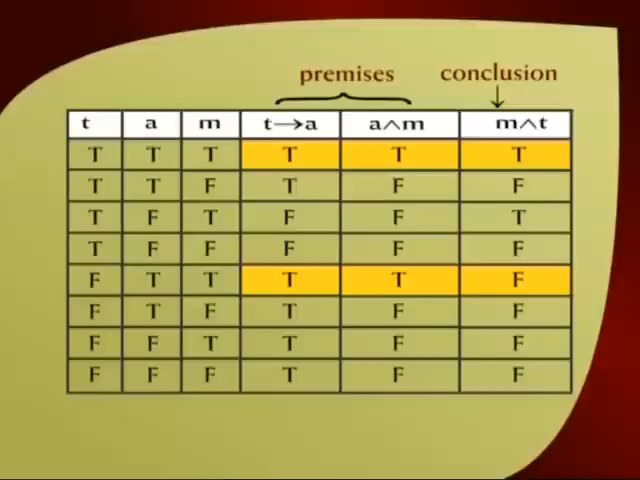 premises conclusion
t a m t→a a∧m m∧t
T T T T T T
T T F T F F
T F T F F T
T F F F F F
F T T T T F
F T F T F F
F F T T F F
F F F T F F